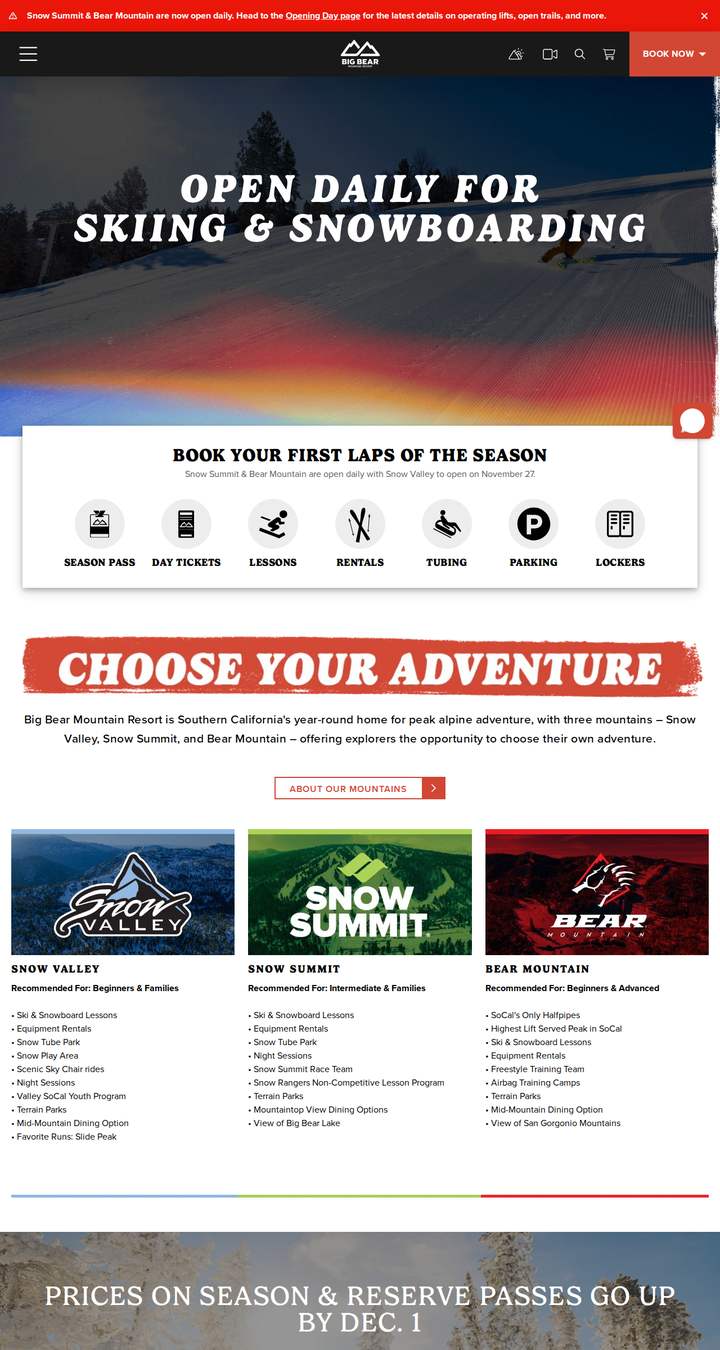 Snow Summit & Bear Mountain are now open daily. Head to the Opening Day page for the latest details on operating lifts, open trails, and more.
BIG BEAR
BOOK NOW
OPEN DAILY FOR
SKIING & SNOWBOARDING
BOOK YOUR FIRST LAPS OF THE SEASON
Snow Summit & Bear Mountain are open daily with Snow Valley to open on November 27.
SEASON PASS
DAY TICKETS
LESSONS
RENTALS
TUBING
P
PARKING
LOCKERS
CHOOSE YOUR ADVENTURE
Big Bear Mountain Resort is Southern California's year-round home for peak alpine adventure, with three mountains – Snow
Valley, Snow Summit, and Bear Mountain – offering explorers the opportunity to choose their own adventure.
ABOUT OUR MOUNTAINS
Snow
VALLEY
SNOW VALLEY
Recommended For: Beginners & Families
• Ski & Snowboard Lessons
• Equipment Rentals
• Snow Tube Park
• Snow Play Area
• Scenic Sky Chair rides
• Night Sessions
• Valley SoCal Youth Program
• Terrain Parks
• Mid-Mountain Dining Option
• Favorite Runs: Slide Peak
SNOW
SUMMIT
SNOW SUMMIT
Recommended For: Intermediate & Families
• Ski & Snowboard Lessons
• Equipment Rentals
• Snow Tube Park
• Night Sessions
• Snow Summit Race Team
• Snow Rangers Non-Competitive Lesson Program
• Terrain Parks
• Mountaintop View Dining Options
• View of Big Bear Lake
BEAR
MOUNTAIN
BEAR MOUNTAIN
Recommended For: Beginners & Advanced
• SoCal's Only Halfpipes
• Highest Lift Served Peak in SoCal
• Ski & Snowboard Lessons
• Equipment Rentals
• Freestyle Training Team
• Airbag Training Camps
• Terrain Parks
• Mid-Mountain Dining Option
• View of San Gorgonio Mountains
PRICES ON SEASON & RESERVE PASSES GO UP
BY DEC. 1